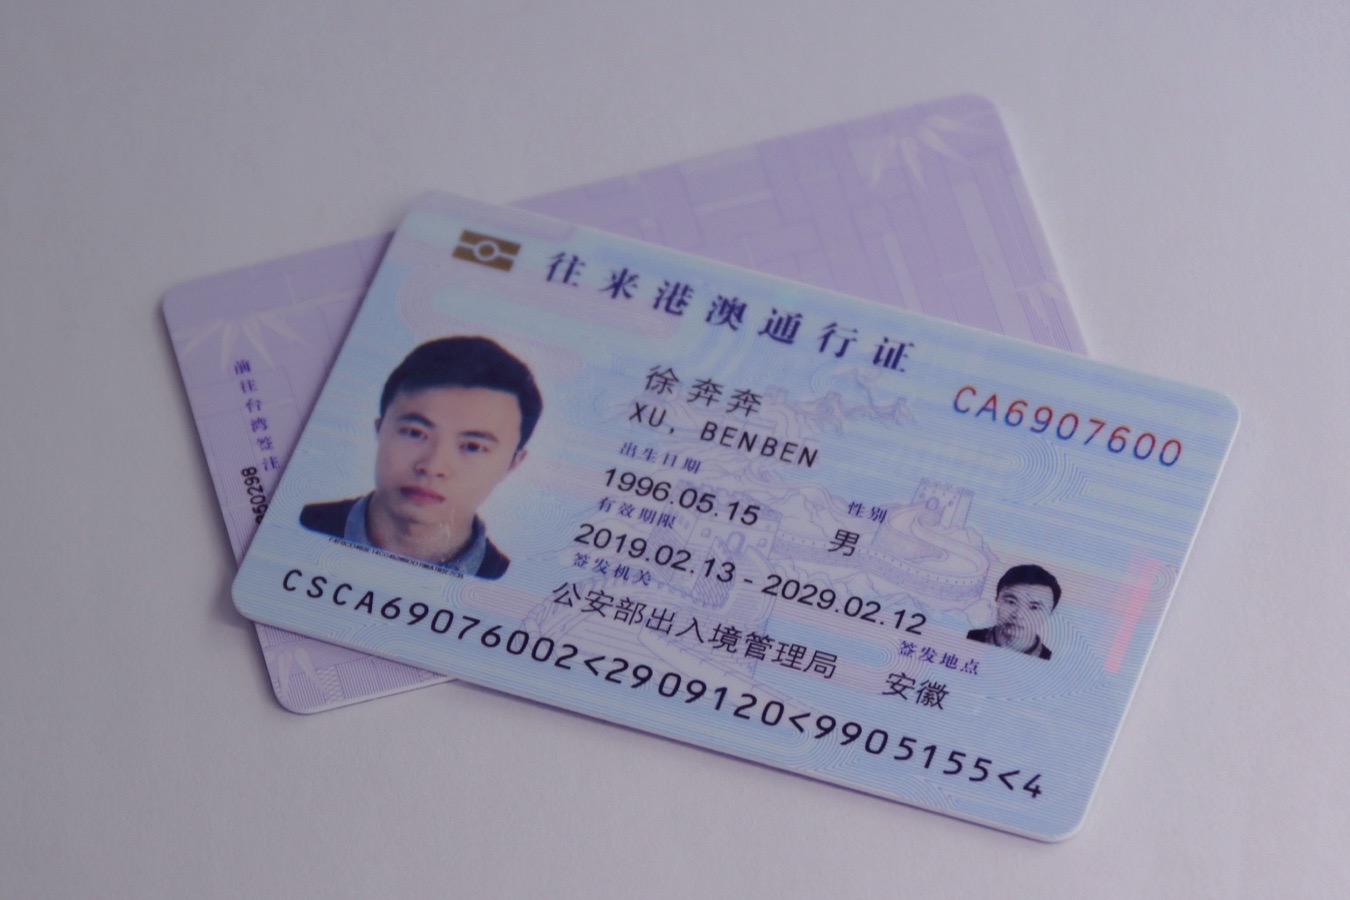 往来港澳通行证
CA6907600
徐奔奔
XU, BENBEN
出生日期
1996.05.15
性别
男
有效期限
2019.02.13 - 2029.02.12
签发机关
公安部出入境管理局
签发地点
安徽
CSCA69076002<2909120<9905155<4
前往台湾签注